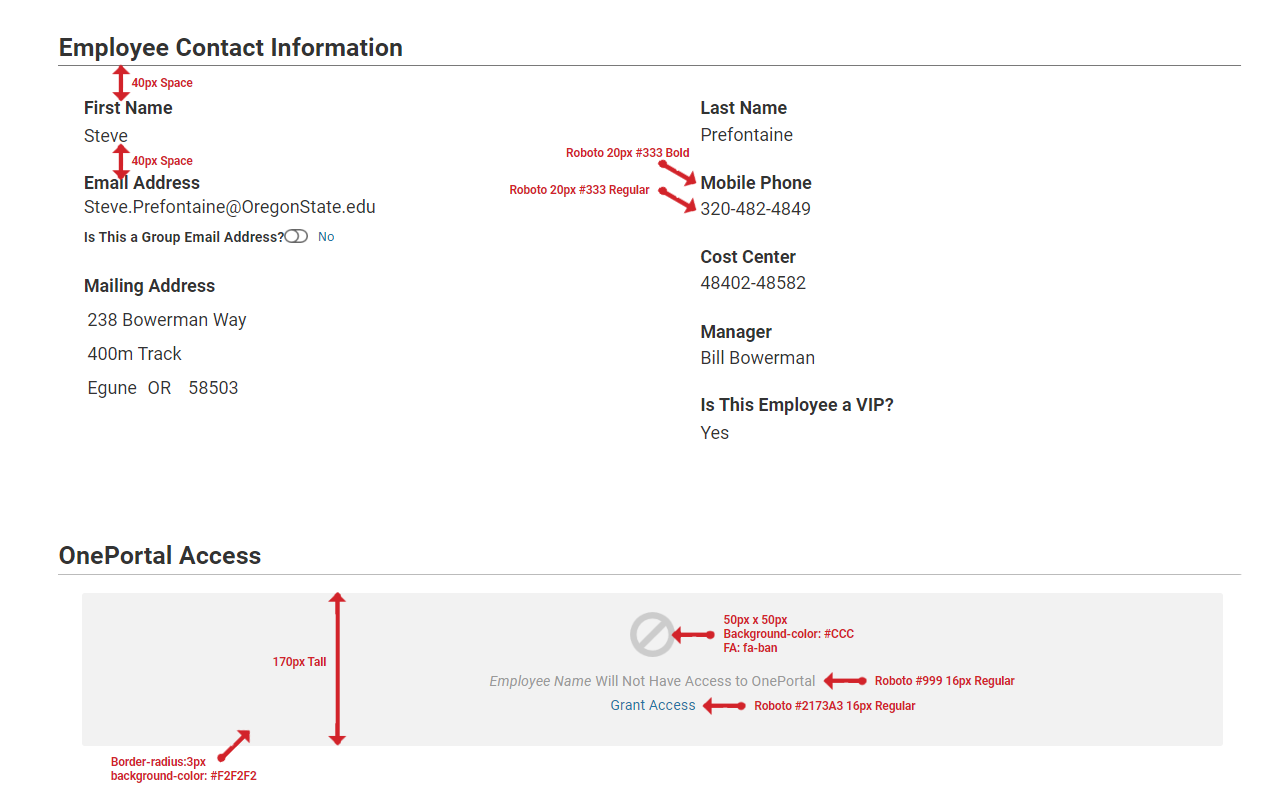 Employee Contact Information
40px Space
First Name
Steve
Last Name
Prefontaine
40px Space
Roboto 20px #333 Bold
Email Address
Steve.Prefontaine@OregonState.edu
Roboto 20px #333 Regular
Mobile Phone
320-482-4849
Is This a Group Email Address? No
Cost Center
48402-48582
Mailing Address
238 Bowerman Way
400m Track
Egune OR 58503
Manager
Bill Bowerman
Is This Employee a VIP?
Yes
OnePortal Access
50px x 50px
Background-color: #CCC
FA: fa-ban
170px Tall
Employee Name Will Not Have Access to OnePortal
Roboto #999 16px Regular
Grant Access
Roboto #2173A3 16px Regular
Border-radius:3px
background-color: #F2F2F2